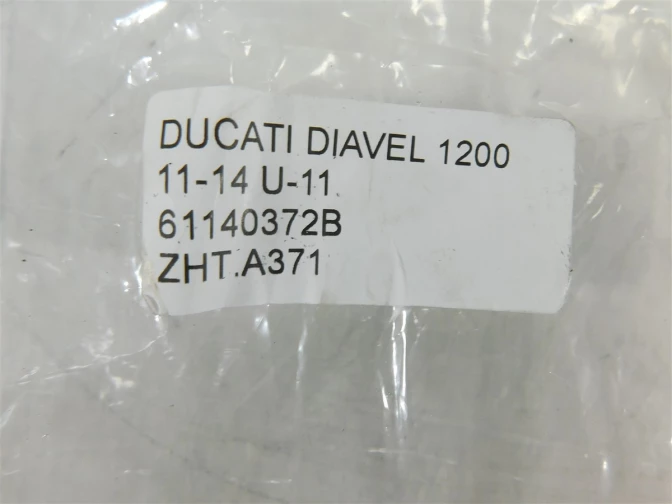 DUCATI DIAVEL 1200
11-14 U-11
61140372B
ZHT.A371